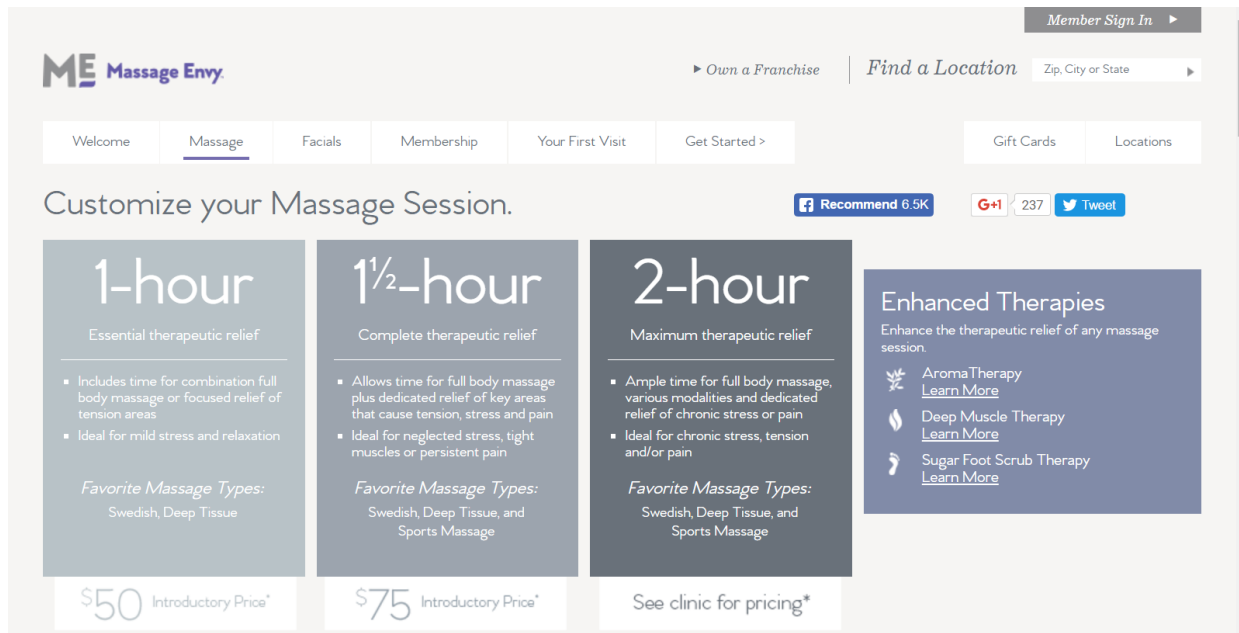 Member Sign In
ME Massage Envy.
Own a Franchise
Find a Location
Zip, City or State
Welcome
Massage
Facials
Membership
Your First Visit
Get Started >
Gift Cards
Locations
Customize your Massage Session.
Recommend 6.5K
G+1
237
Tweet
1-hour
Essential therapeutic relief
Includes time for combination full
body massage or focused relief of
tension areas
Ideal for mild stress and relaxation
Favorite Massage Types:
Swedish, Deep Tissue
$50 Introductory Price*
1½-hour
Complete therapeutic relief
Allows time for full body massage
plus dedicated relief of key areas
that cause tension, stress and pain
Ideal for neglected stress, tight
muscles or persistent pain
Favorite Massage Types:
Swedish, Deep Tissue, and
Sports Massage
$75 Introductory Price*
2-hour
Maximum therapeutic relief
Ample time for full body massage,
various modalities and dedicated
relief of chronic stress or pain
Ideal for chronic stress, tension
and/or pain
Favorite Massage Types:
Swedish, Deep Tissue, and
Sports Massage
See clinic for pricing*
Enhanced Therapies
Enhance the therapeutic relief of any massage
session.
AromaTherapy
Learn More
Deep Muscle Therapy
Learn More
Sugar Foot Scrub Therapy
Learn More